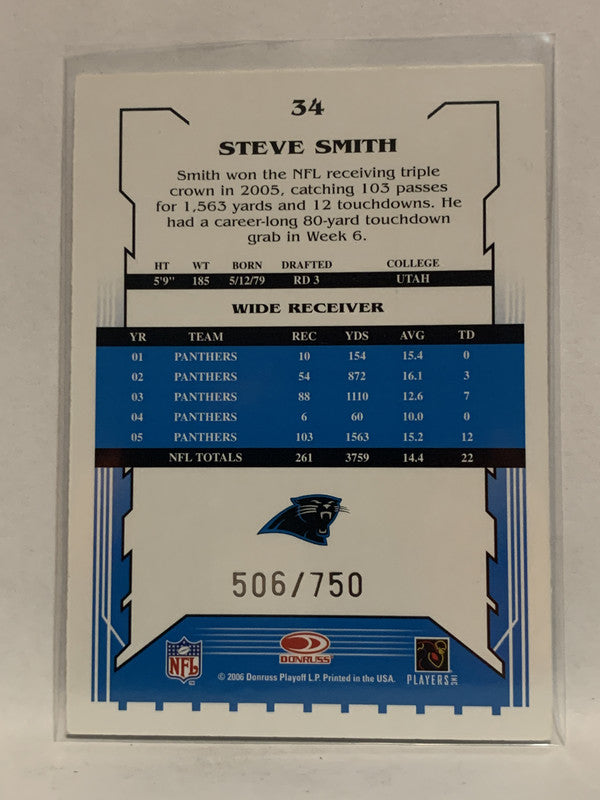 34
STEVE SMITH
Smith won the NFL receiving triple
crown in 2005, catching 103 passes
for 1,563 yards and 12 touchdowns. He
had a career-long 80-yard touchdown
grab in Week 6.
HT WT BORN DRAFTED COLLEGE
5'9" 185 5/12/79 RD 3 UTAH
WIDE RECEIVER
YR TEAM REC YDS AVG TD
01 PANTHERS 10 154 15.4 0
02 PANTHERS 54 872 16.1 3
03 PANTHERS 88 1110 12.6 7
04 PANTHERS 6 60 10.0 0
05 PANTHERS 103 1563 15.2 12
NFL TOTALS 261 3759 14.4 22
506/750
NFL DONRUSS PLAYERS INC
© 2006 Donruss Playoff L.P. Printed in the USA.